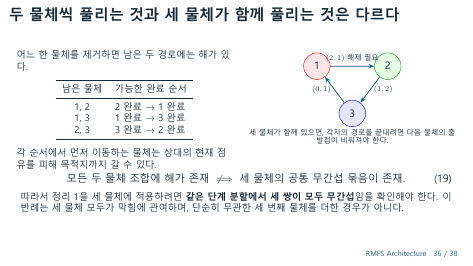 두 물체씩 풀리는 것과 세 물체가 함께 풀리는 것은 다르다
어느 한 물체를 제거하면 남은 두 경로에는 해가 있
다.
남은 물체 가능한 완료 순서
1, 2 2 완료 → 1 완료
1, 3 1 완료 → 3 완료
2, 3 3 완료 → 2 완료
각 순서에서 먼저 이동하는 물체는 상대의 현재 점
유를 피해 목적지까지 갈 수 있다.
1
(2, 1) 해제 필요
2
(0, 1)
(1, 2)
3
세 물체가 함께 있으면, 각자의 경로를 끝내려면 다음 물체의 출
발점이 비워져야 한다.
모든 두 물체 조합에 해가 존재 ⇏ 세 물체의 공통 무간섭 묶음이 존재. (19)
따라서 정리 1을 세 물체에 적용하려면 같은 단계 분할에서 세 쌍이 모두 무간섭임을 확인해야 한다. 이
반례는 세 물체 모두가 막힘에 관여하며, 단순히 무관한 세 번째 물체를 더한 경우가 아니다.
RMFS Architecture 36 / 38